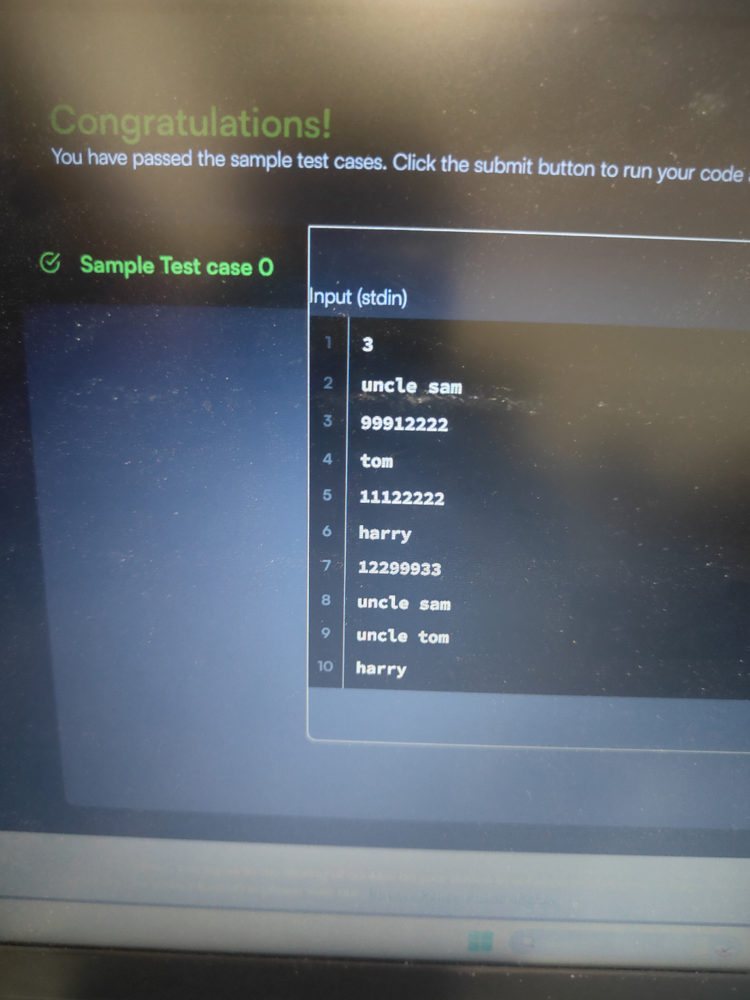 Congratulations!
You have passed the sample test cases. Click the submit button to run your code
Sample Test case 0
Input (stdin)
1 3
2 uncle sam
3 99912222
4 tom
5 11122222
6 harry
7 12299933
8 uncle sam
9 uncle tom
10 harry